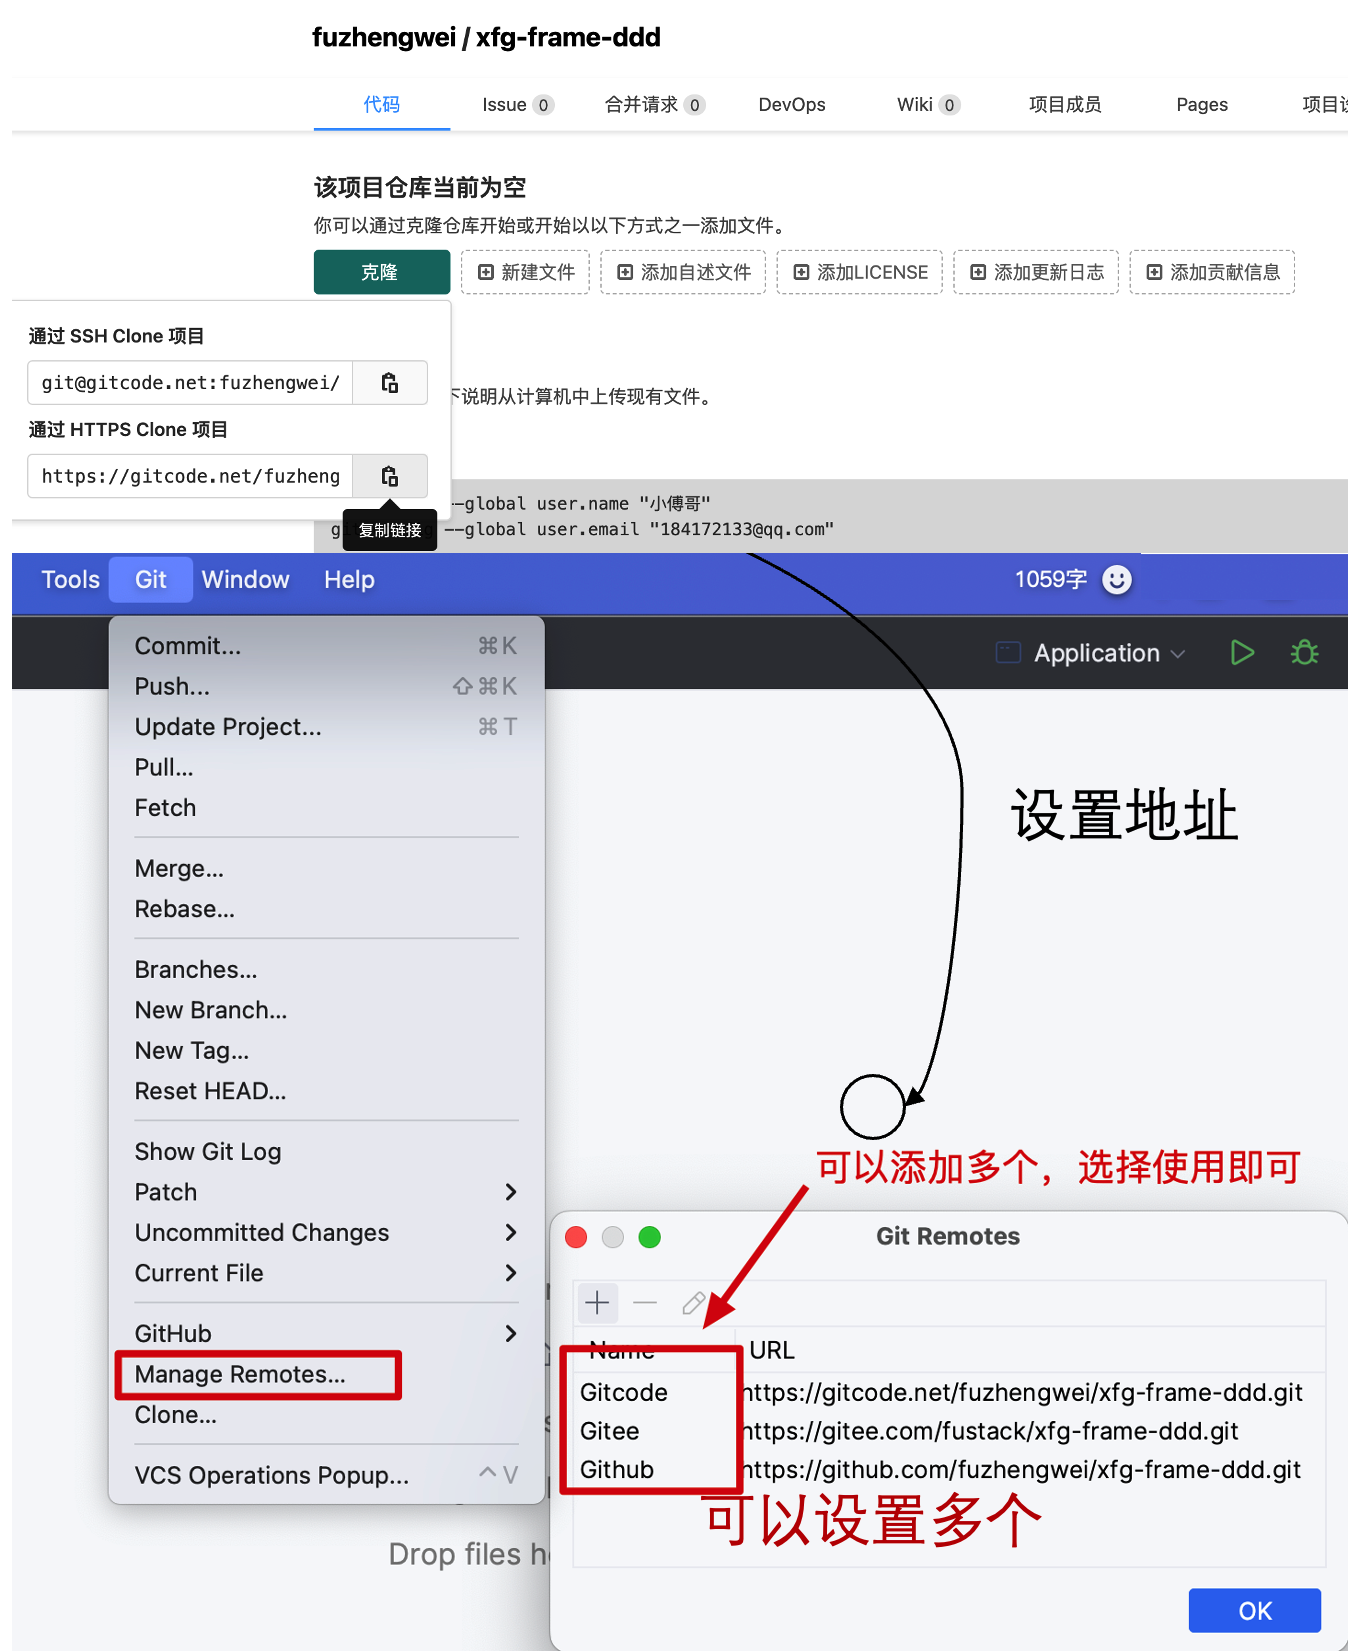 fuzhengwei / xfg-frame-ddd
代码 Issue 0 合并请求 0 DevOps Wiki 0 项目成员 Pages 项目
该项目仓库当前为空
你可以通过克隆仓库开始或开始以以下方式之一添加文件。
克隆 新建文件 添加自述文件 添加LICENSE 添加更新日志 添加贡献信息
通过 SSH Clone 项目
git@gitcode.net:fuzhengwei/
下说明从计算机中上传现有文件。
通过 HTTPS Clone 项目
https://gitcode.net/fuzheng
--global user.name "小傅哥"
复制链接
--global user.email "184172133@qq.com"
Tools Git Window Help 1059字
Application
Commit... ⌘K
Push... ⇧⌘K
Update Project... ⌘T
Pull...
Fetch
设置地址
Merge...
Rebase...
Branches...
New Branch...
New Tag...
Reset HEAD...
Show Git Log
Patch
Uncommitted Changes
Current File
GitHub
Manage Remotes...
Clone...
VCS Operations Popup... ^V
Drop files
可以添加多个，选择使用即可
Git Remotes
Name URL
Gitcode https://gitcode.net/fuzhengwei/xfg-frame-ddd.git
Gitee https://gitee.com/fustack/xfg-frame-ddd.git
Github https://github.com/fuzhengwei/xfg-frame-ddd.git
可以设置多个
OK